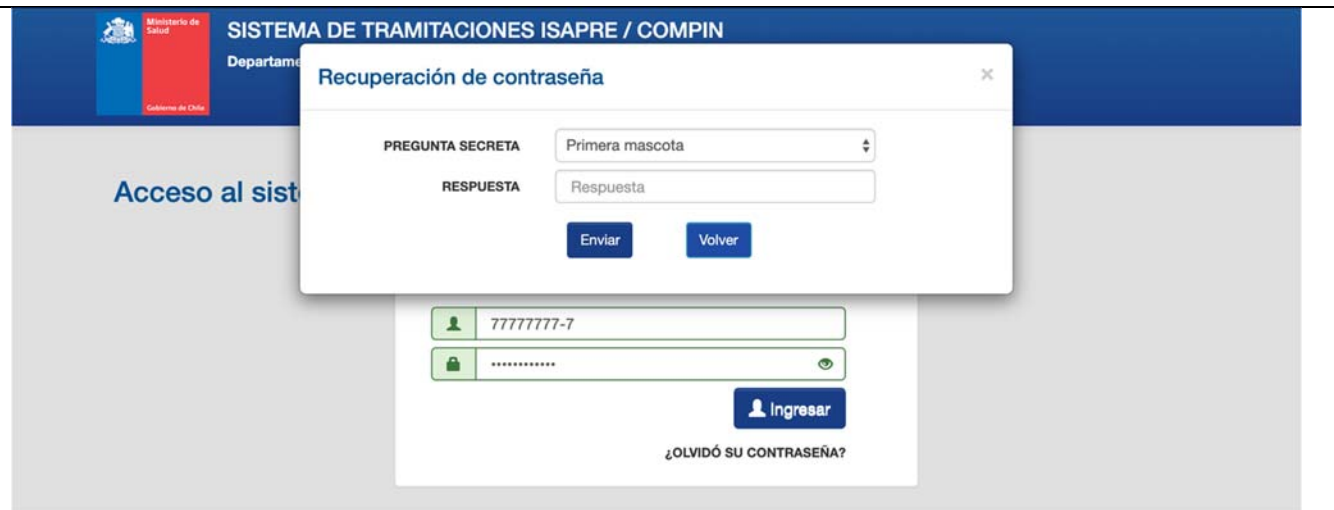 Ministerio de
Salud
Gobierno de Chile
SISTEMA DE TRAMITACIONES ISAPRE / COMPIN
Departame
Recuperación de contraseña
×
PREGUNTA SECRETA
Primera mascota
RESPUESTA
Respuesta
Enviar
Volver
Acceso al sist
77777777-7
············
Ingresar
¿OLVIDÓ SU CONTRASEÑA?